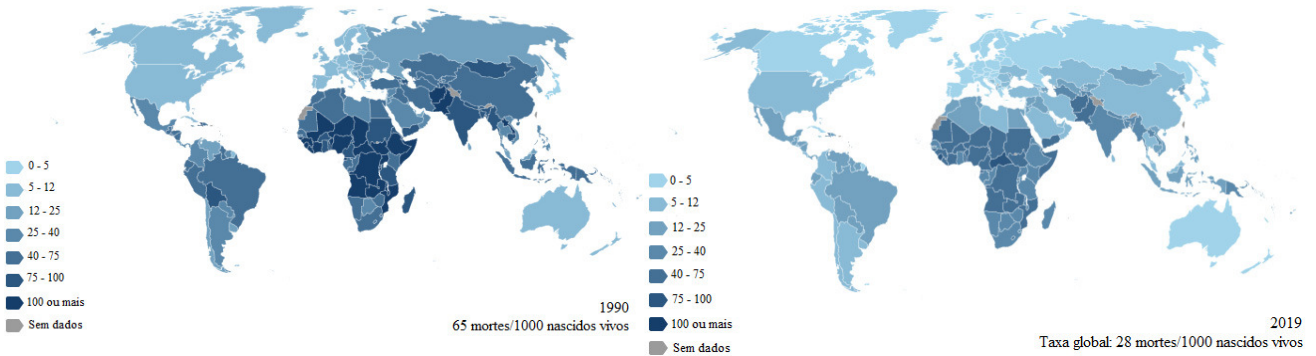 0 - 5
5 - 12
12 - 25
25 - 40
40 - 75
75 - 100
100 ou mais
Sem dados
1990
65 mortes/1000 nascidos vivos
0 - 5
5 - 12
12 - 25
25 - 40
40 - 75
75 - 100
100 ou mais
Sem dados
2019
Taxa global: 28 mortes/1000 nascidos vivos